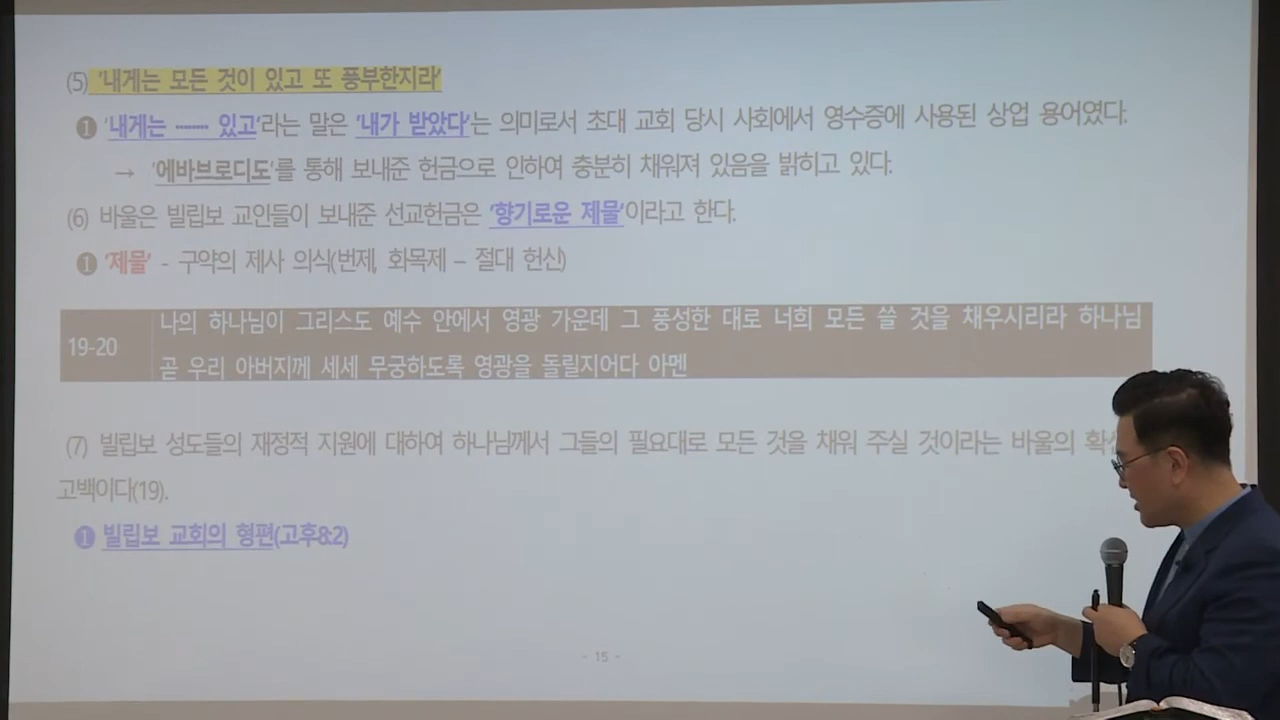 (5) '내게는 모든 것이 있고 또 풍부한지라'
❶ '내게는 ------- 있고'라는 말은 '내가 받았다'는 의미로서 초대 교회 당시 사회에서 영수증에 사용된 상업 용어였다.
→ '에바브로디도'를 통해 보내준 헌금으로 인하여 충분히 채워져 있음을 밝히고 있다.
(6) 바울은 빌립보 교인들이 보내준 선교헌금은 '향기로운 제물'이라고 한다.
❶ '제물' - 구약의 제사 의식(번제, 화목제 – 절대 헌신)
19-20
나의 하나님이 그리스도 예수 안에서 영광 가운데 그 풍성한 대로 너희 모든 쓸 것을 채우시리라 하나님
곧 우리 아버지께 세세 무궁하도록 영광을 돌릴지어다 아멘
(7) 빌립보 성도들의 재정적 지원에 대하여 하나님께서 그들의 필요대로 모든 것을 채워 주실 것이라는 바울의
고백이다(19).
❶ 빌립보 교회의 형편(고후8:2)
- 15 -